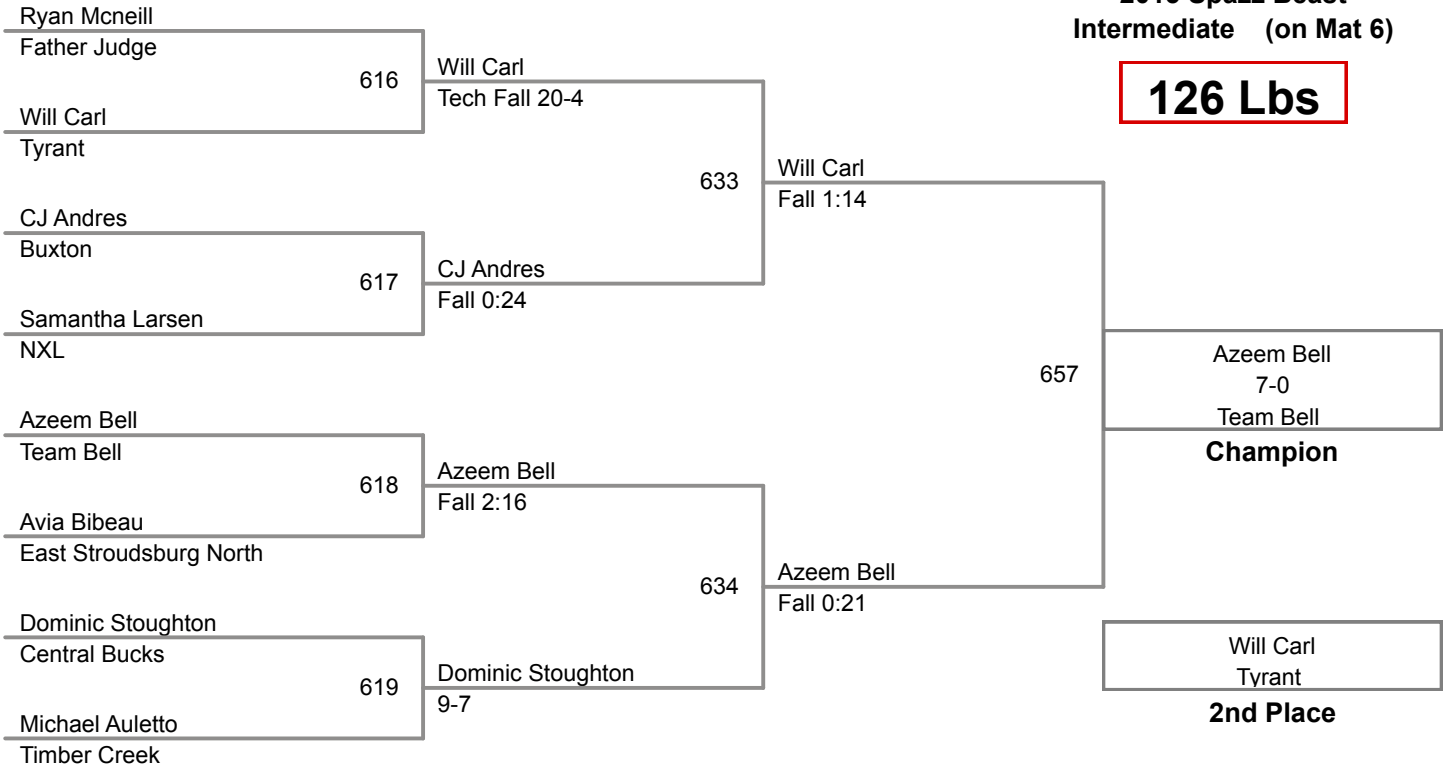 Intermediate (on Mat 6)
126 Lbs
Ryan Mcneill
Father Judge
616
Will Carl
Tyrant
Will Carl
Tech Fall 20-4
CJ Andres
Buxton
617
Samantha Larsen
NXL
CJ Andres
Fall 0:24
633
Will Carl
Fall 1:14
Azeem Bell
Team Bell
618
Avia Bibeau
East Stroudsburg North
Azeem Bell
Fall 2:16
Dominic Stoughton
Central Bucks
619
Michael Auletto
Timber Creek
Dominic Stoughton
9-7
634
Azeem Bell
Fall 0:21
657
Azeem Bell
7-0
Team Bell
Champion
Will Carl
Tyrant
2nd Place